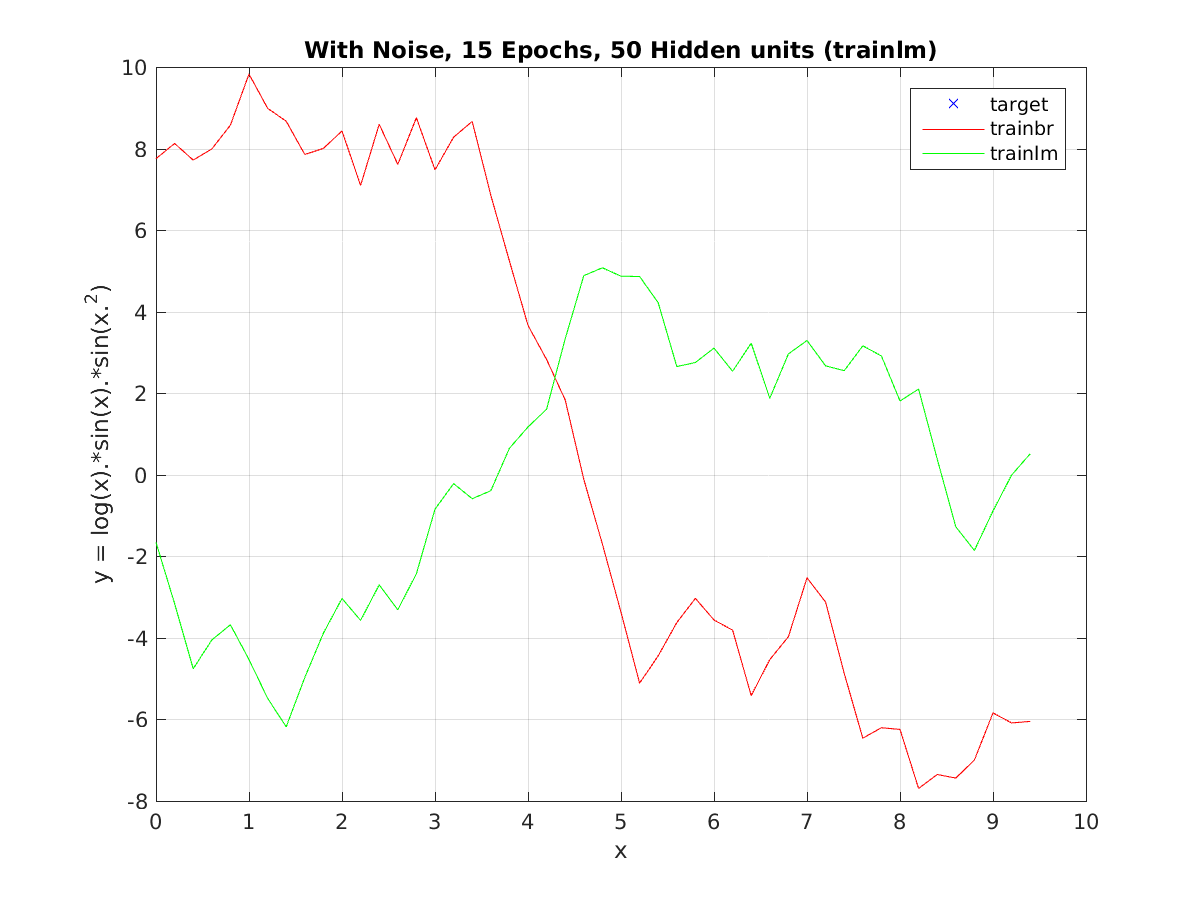 With Noise, 15 Epochs, 50 Hidden units (trainlm)
target
trainbr
trainlm
y = log(x).*sin(x).*sin(x.²)
10
8
6
4
2
0
-2
-4
-6
-8
0 1 2 3 4 5 6 7 8 9 10
x